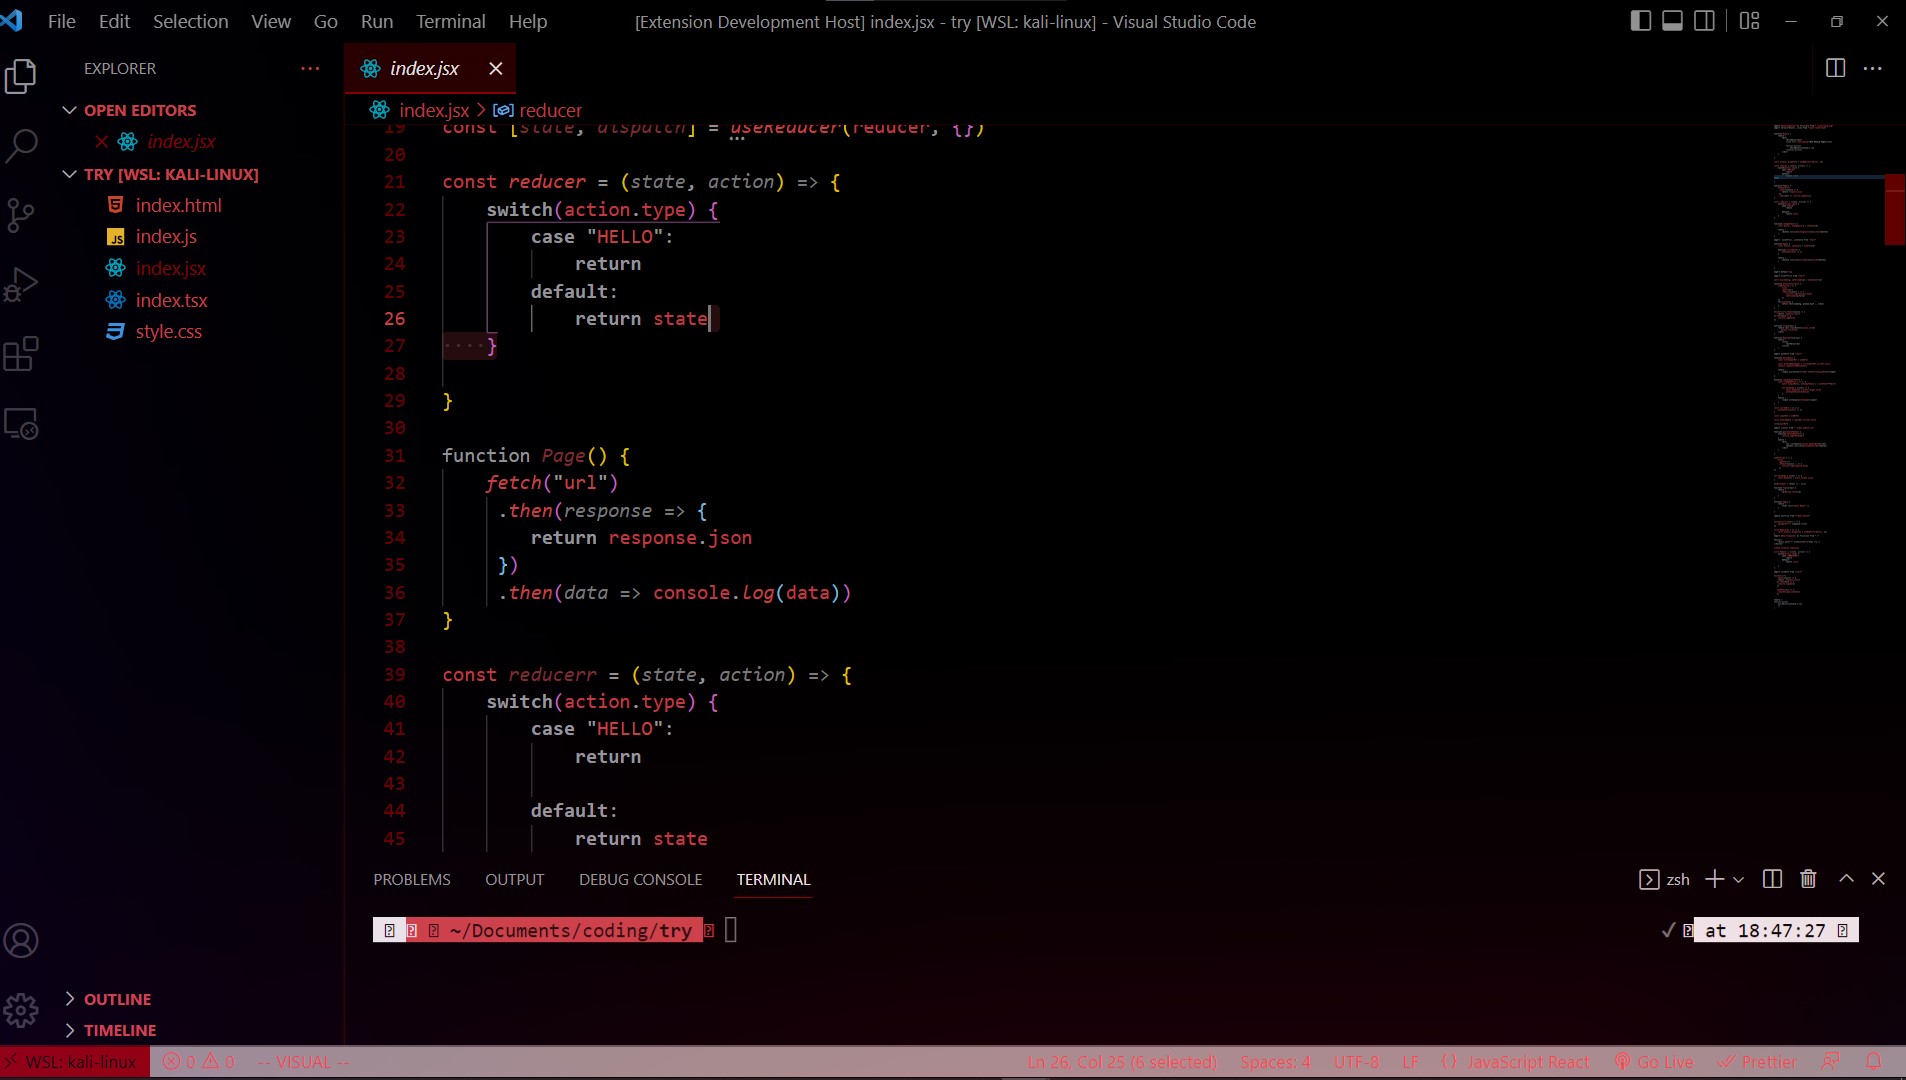 File Edit Selection View Go Run Terminal Help
[Extension Development Host] index.jsx - try [WSL: kali-linux] - Visual Studio Code
EXPLORER
OPEN EDITORS
index.jsx
TRY [WSL: KALI-LINUX]
index.html
index.js
index.jsx
index.tsx
style.css
OUTLINE
TIMELINE
index.jsx
index.jsx > reducer
19 const [state, dispatch] = useReducer(reducer, {})
20
21 const reducer = (state, action) => {
22 switch(action.type) {
23 case "HELLO":
24 return
25 default:
26 return state
27 ····}
28
29 }
30
31 function Page() {
32 fetch("url")
33 .then(response => {
34 return response.json
35 })
36 .then(data => console.log(data))
37 }
38
39 const reducerr = (state, action) => {
40 switch(action.type) {
41 case "HELLO":
42 return
43
44 default:
45 return state
PROBLEMS OUTPUT DEBUG CONSOLE TERMINAL
zsh
~/Documents/coding/try
✓ at 18:47:27
WSL: kali-linux 0 0 -- VISUAL -- Ln 26, Col 25 (6 selected) Spaces: 4 UTF-8 LF {} JavaScript React Go Live Prettier